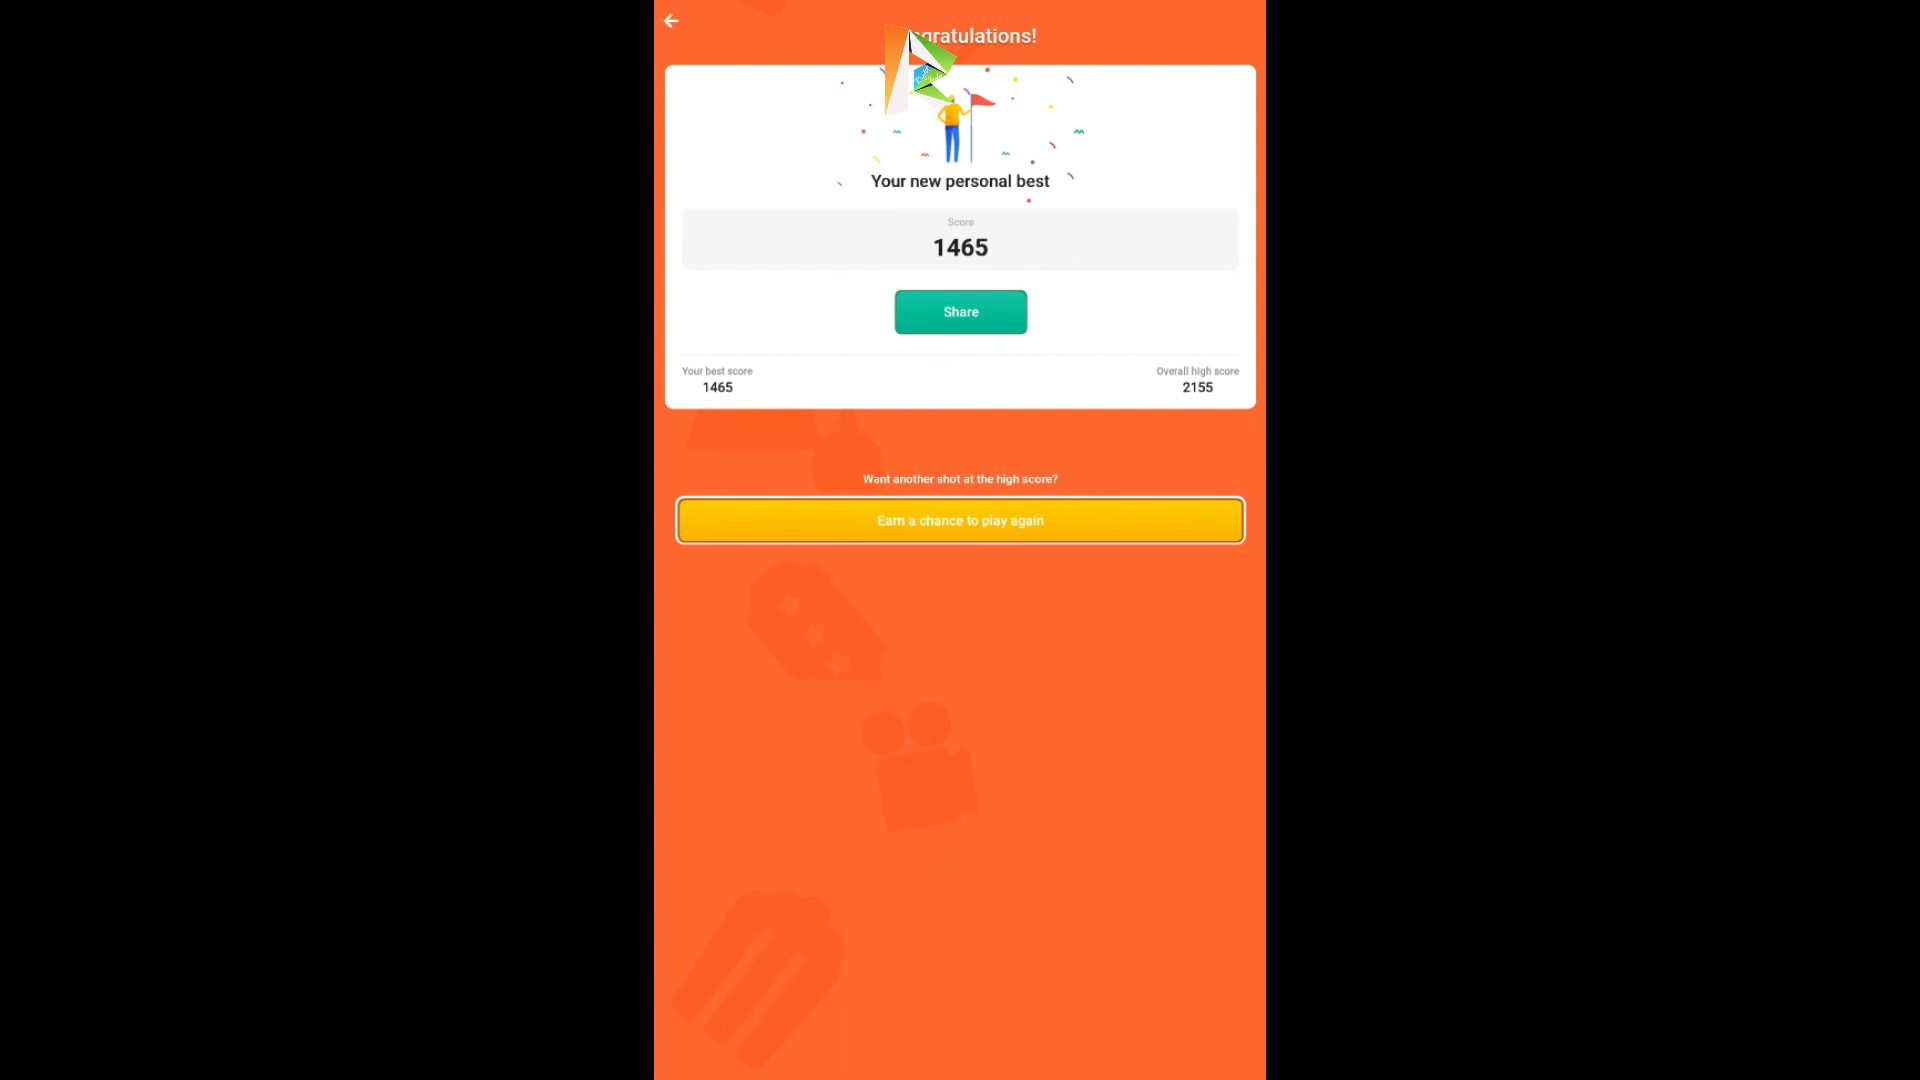 gratulations!
Your new personal best
Score
1465
Share
Your best score
Overall high score
1465
2155
Want another shot at the high score?
Earn a chance to play again